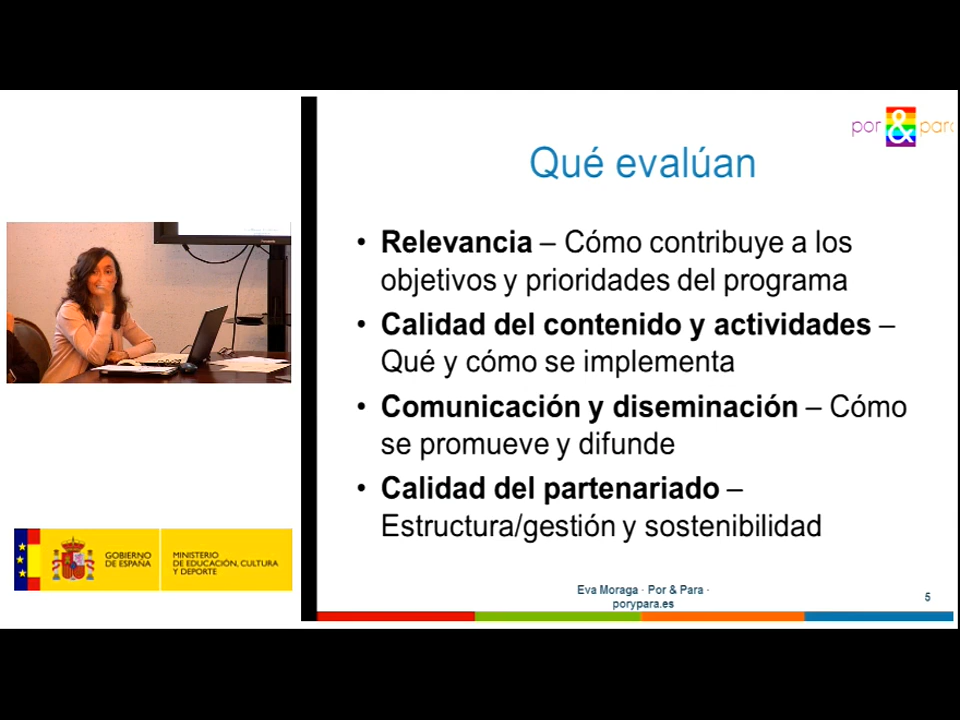 por & para
Qué evalúan
• Relevancia – Cómo contribuye a los
objetivos y prioridades del programa
• Calidad del contenido y actividades –
Qué y cómo se implementa
• Comunicación y diseminación – Cómo
se promueve y difunde
• Calidad del partenariado –
Estructura/gestión y sostenibilidad
GOBIERNO
DE ESPAÑA
MINISTERIO
DE EDUCACIÓN, CULTURA
Y DEPORTE
Eva Moraga · Por & Para ·
porypara.es
5